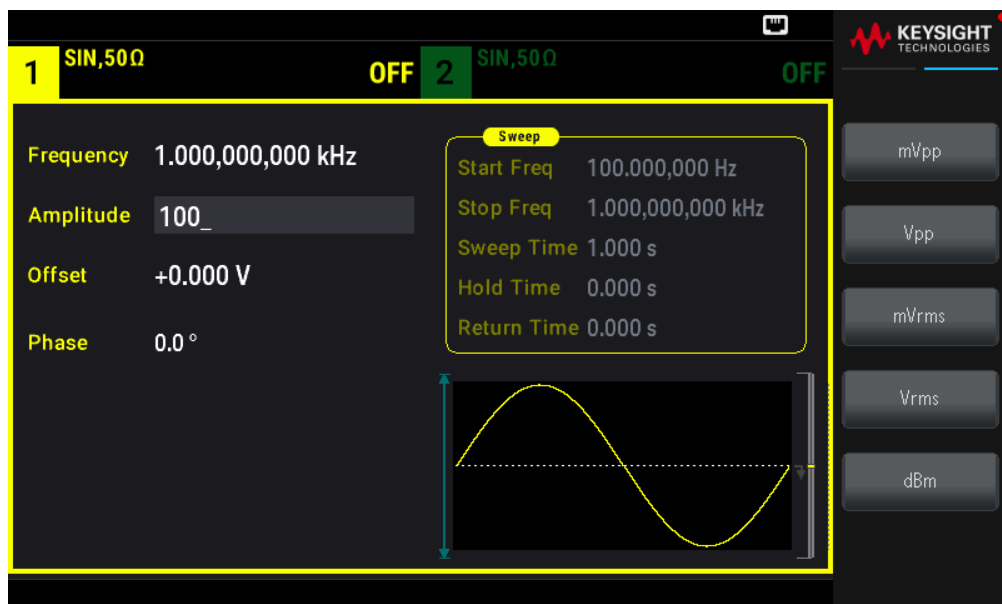 KEYSIGHT
TECHNOLOGIES
1 SIN,50Ω OFF 2 SIN,50Ω OFF
Sweep
Frequency 1.000,000,000 kHz
Start Freq 100.000,000 Hz
Amplitude 100_
Stop Freq 1.000,000,000 kHz
Sweep Time 1.000 s
Offset +0.000 V
Hold Time 0.000 s
Return Time 0.000 s
Phase 0.0 °
mVpp
Vpp
mVrms
Vrms
dBm